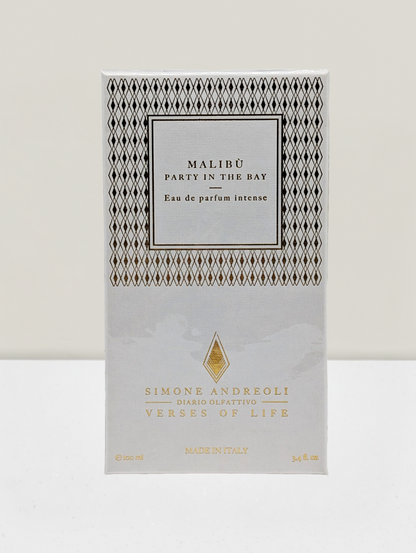 MALIBÙ
PARTY IN THE BAY
Eau de parfum intense
SIMONE ANDREOLI
DIARIO OLFATTIVO
VERSES OF LIFE
MADE IN ITALY
e 100 ml 3.4 fl. oz